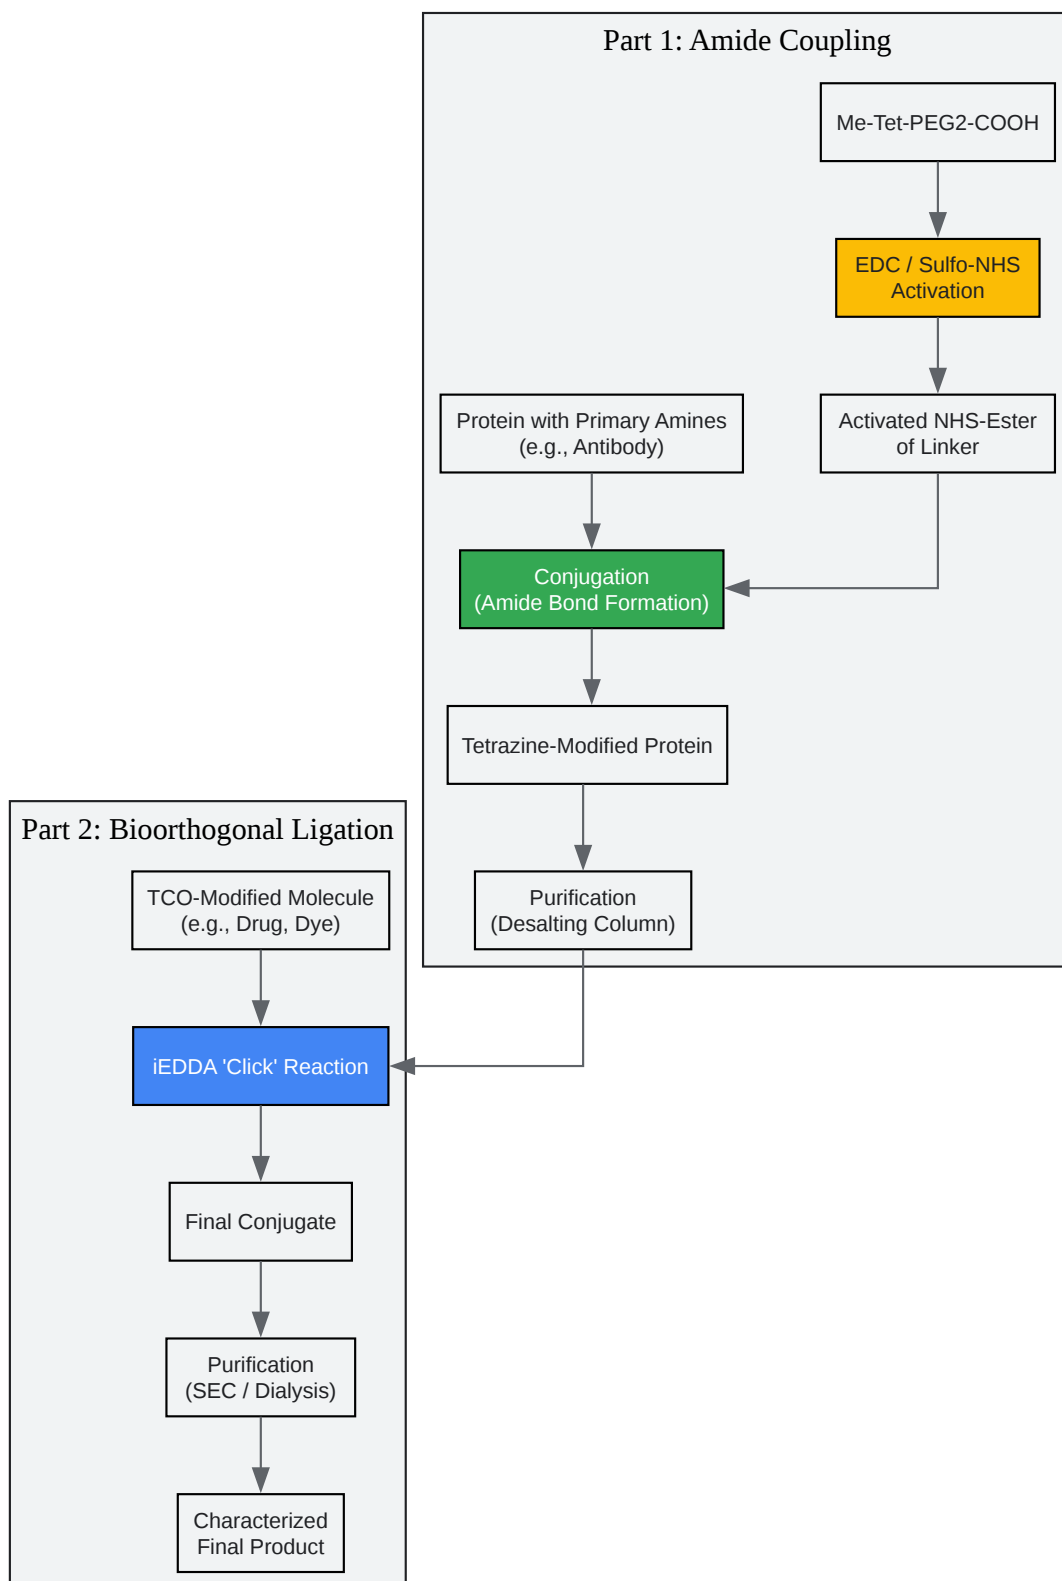 Part 1: Amide Coupling
Me-Tet-PEG2-COOH
EDC / Sulfo-NHS
Activation
Protein with Primary Amines
(e.g., Antibody)
Activated NHS-Ester
of Linker
Conjugation
(Amide Bond Formation)
Tetrazine-Modified Protein
Purification
(Desalting Column)
Part 2: Bioorthogonal Ligation
TCO-Modified Molecule
(e.g., Drug, Dye)
iEDDA 'Click' Reaction
Final Conjugate
Purification
(SEC / Dialysis)
Characterized
Final Product